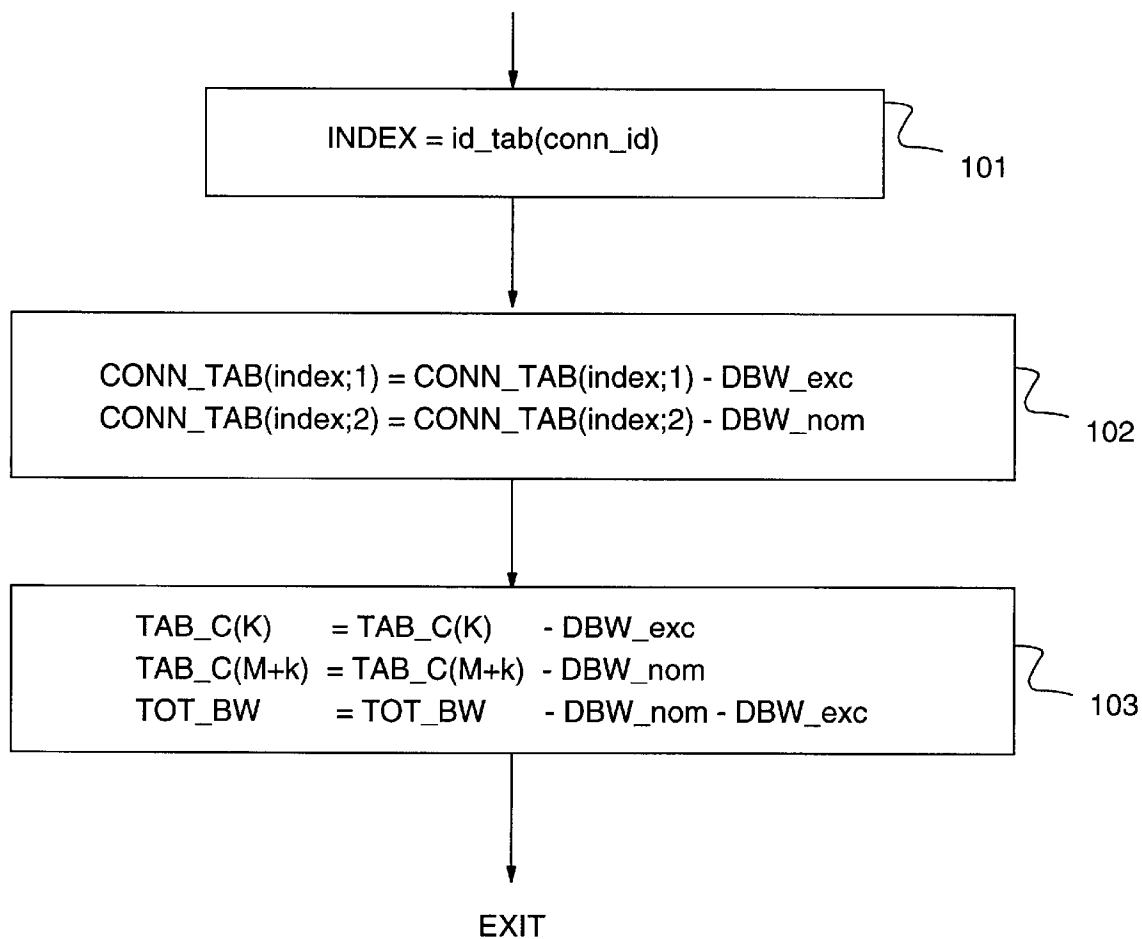 INDEX = id_tab(conn_id)
101
CONN_TAB(index;1) = CONN_TAB(index;1) - DBW_exc
CONN_TAB(index;2) = CONN_TAB(index;2) - DBW_nom
102
TAB_C(K) = TAB_C(K) - DBW_exc
TAB_C(M+k) = TAB_C(M+k) - DBW_nom
TOT_BW = TOT_BW - DBW_nom - DBW_exc
103
EXIT